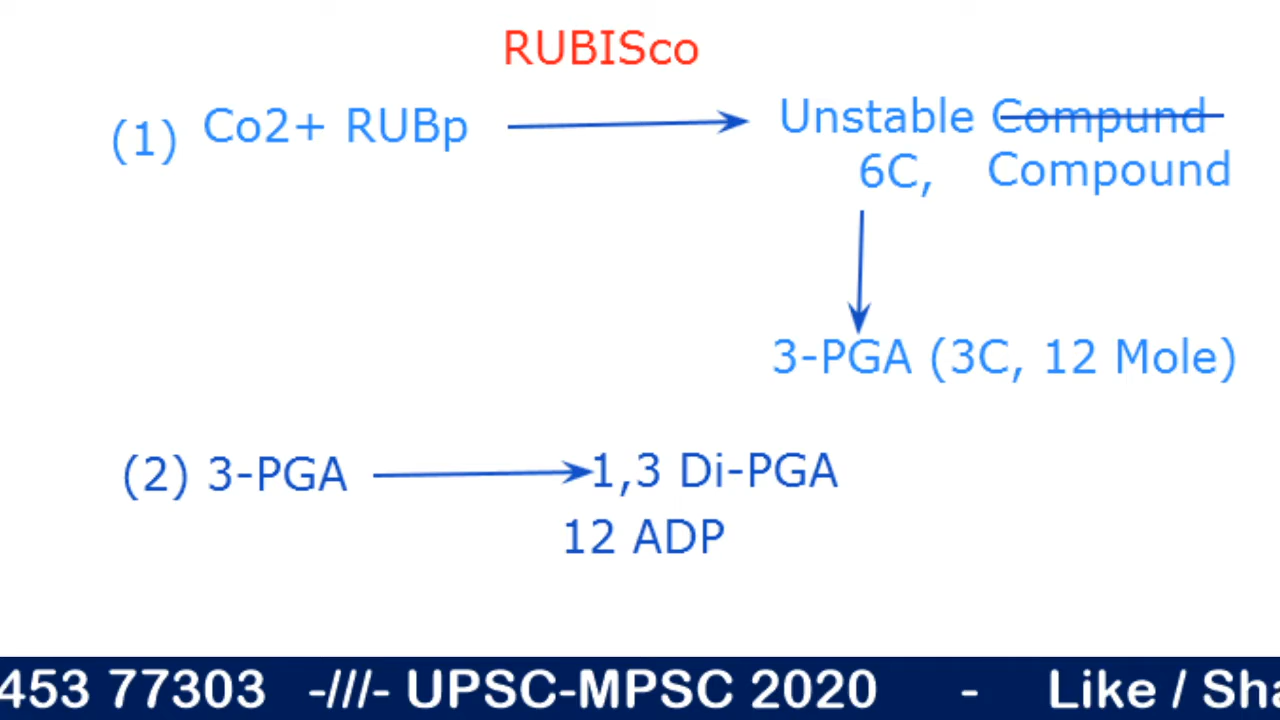 RUBISco
(1) Co2+ RUBp Unstable Compund
6C, Compound
3-PGA (3C, 12 Mole)
(2) 3-PGA 1,3 Di-PGA
12 ADP
453 77303 -///- UPSC-MPSC 2020 - Like / Sha